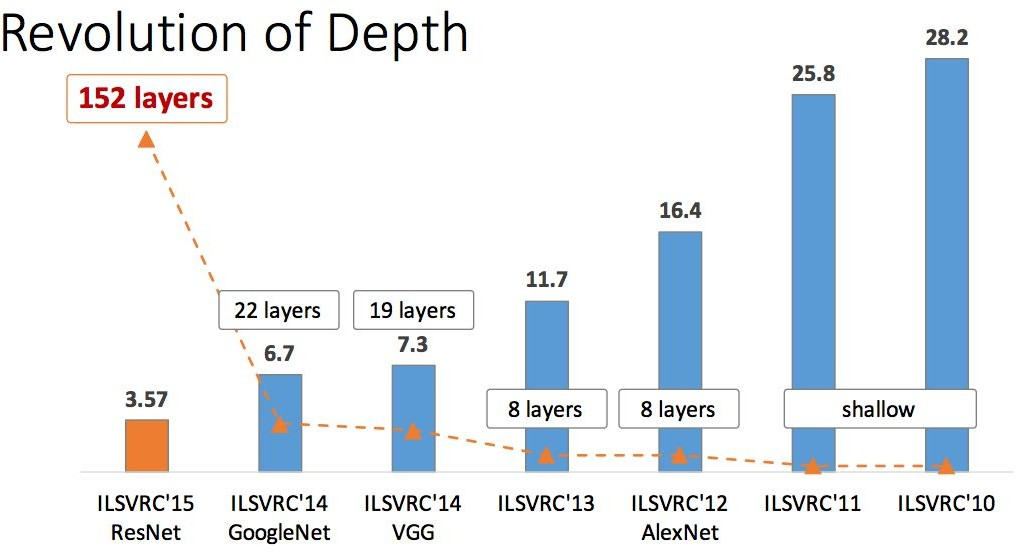 Revolution of Depth
28.2
25.8
152 layers
16.4
11.7
22 layers
19 layers
6.7
7.3
3.57
8 layers
8 layers
shallow
ILSVRC'15
ResNet
ILSVRC'14
GoogleNet
ILSVRC'14
VGG
ILSVRC'13
ILSVRC'12
AlexNet
ILSVRC'11
ILSVRC'10